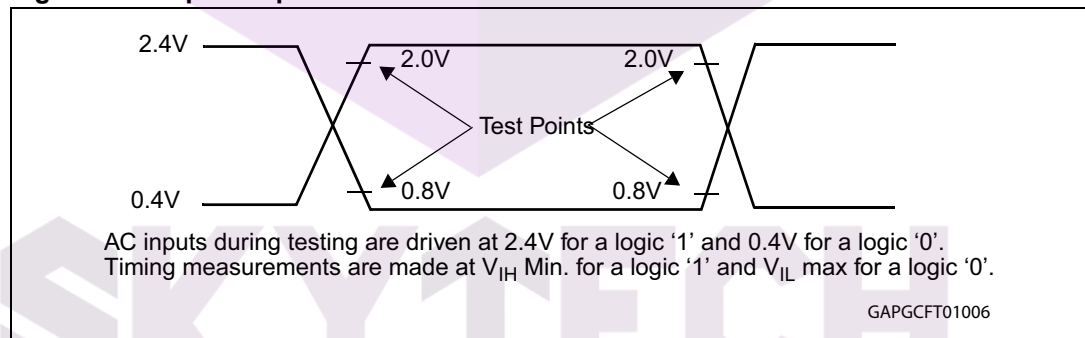 2.4V
2.0V
2.0V
Test Points
0.8V
0.8V
0.4V
AC inputs during testing are driven at 2.4V for a logic ‘1’ and 0.4V for a logic ‘0’.
Timing measurements are made at VIH Min. for a logic ‘1’ and VIL max for a logic ‘0’.
GAPGCFT01006
SKYTECH